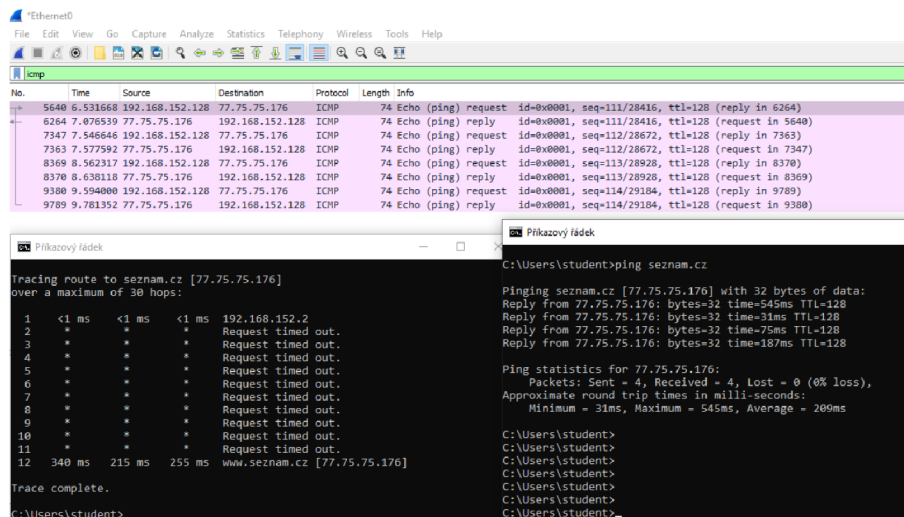 *Ethernet0
File Edit View Go Capture Analyze Statistics Telephony Wireless Tools Help
icmp
No. Time Source Destination Protocol Length Info
5640 6.531668 192.168.152.128 77.75.75.176 ICMP 74 Echo (ping) request id=0x0001, seq=111/28416, ttl=128 (reply in 6264)
6264 7.076539 77.75.75.176 192.168.152.128 ICMP 74 Echo (ping) reply id=0x0001, seq=111/28416, ttl=128 (request in 5640)
7347 7.546646 192.168.152.128 77.75.75.176 ICMP 74 Echo (ping) request id=0x0001, seq=112/28672, ttl=128 (reply in 7363)
7363 7.577592 77.75.75.176 192.168.152.128 ICMP 74 Echo (ping) reply id=0x0001, seq=112/28672, ttl=128 (request in 7347)
8369 8.562317 192.168.152.128 77.75.75.176 ICMP 74 Echo (ping) request id=0x0001, seq=113/28928, ttl=128 (reply in 8370)
8370 8.638118 77.75.75.176 192.168.152.128 ICMP 74 Echo (ping) reply id=0x0001, seq=113/28928, ttl=128 (request in 8369)
9380 9.594000 192.168.152.128 77.75.75.176 ICMP 74 Echo (ping) request id=0x0001, seq=114/29184, ttl=128 (reply in 9789)
9789 9.781352 77.75.75.176 192.168.152.128 ICMP 74 Echo (ping) reply id=0x0001, seq=114/29184, ttl=128 (request in 9380)
Příkazový řádek
Tracing route to seznam.cz [77.75.75.176]
over a maximum of 30 hops:
1 <1 ms <1 ms <1 ms 192.168.152.2
2 * * * Request timed out.
3 * * * Request timed out.
4 * * * Request timed out.
5 * * * Request timed out.
6 * * * Request timed out.
7 * * * Request timed out.
8 * * * Request timed out.
9 * * * Request timed out.
10 * * * Request timed out.
11 * * * Request timed out.
12 340 ms 215 ms 255 ms www.seznam.cz [77.75.75.176]
Trace complete.
C:\Users\student>
Příkazový řádek
C:\Users\student>ping seznam.cz
Pinging seznam.cz [77.75.75.176] with 32 bytes of data:
Reply from 77.75.75.176: bytes=32 time=545ms TTL=128
Reply from 77.75.75.176: bytes=32 time=31ms TTL=128
Reply from 77.75.75.176: bytes=32 time=75ms TTL=128
Reply from 77.75.75.176: bytes=32 time=187ms TTL=128
Ping statistics for 77.75.75.176:
Packets: Sent = 4, Received = 4, Lost = 0 (0% loss),
Approximate round trip times in milli-seconds:
Minimum = 31ms, Maximum = 545ms, Average = 209ms
C:\Users\student>
C:\Users\student>
C:\Users\student>
C:\Users\student>
C:\Users\student>
C:\Users\student>
C:\Users\student>_